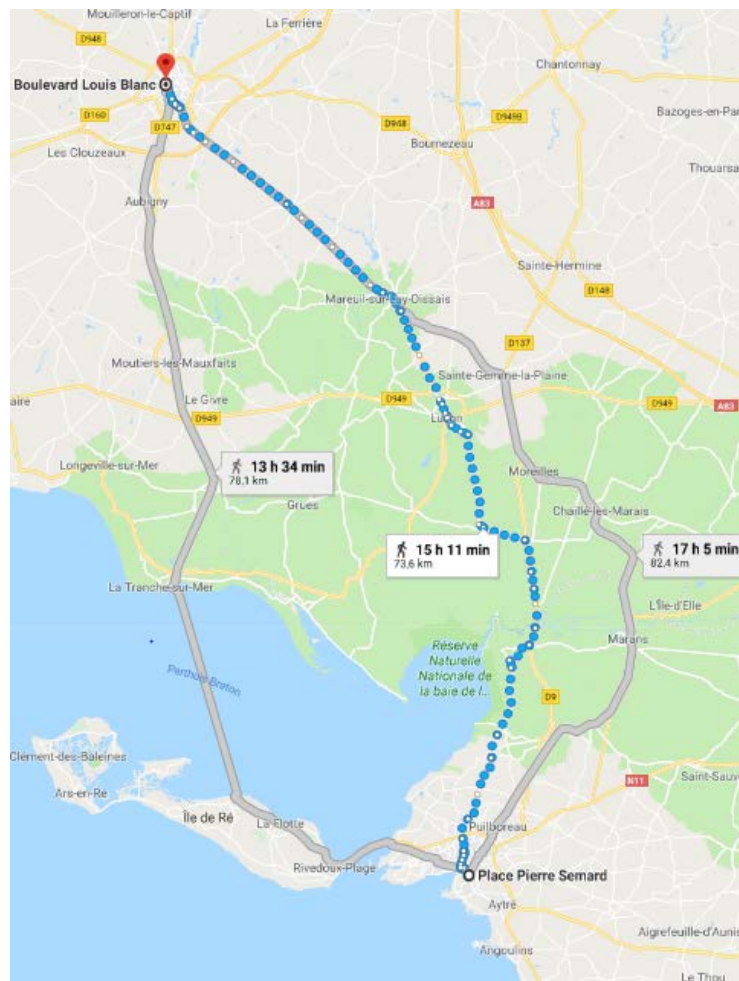 Mouilleron-le-Captif
La Ferrière
D948
Chantonnay
Boulevard Louis Blanc
D949B
D160
D747
D948
Bazoges-en-Par
Les Clouzeaux
Bournezeau
Thouarsa
Aubigny
A83
Sainte-Hermine
D148
Mareuil-sur-Lay-Dissais
D137
Moutiers-les-Mauxfaits
Sainte-Gemme-la-Plaine
aire
Le Givre
D949
D949
Luçon
D949
A83
Longeville-sur-Mer
13 h 34 min
78,1 km
Moreilles
Grues
Chaillé-les-Marais
15 h 11 min
73,6 km
17 h 5 min
82,4 km
La Tranche-sur-Mer
L'Île-d'Elle
Marans
Réserve
Naturelle
Nationale de
la baie de l...
Pertuis Breton
D9
Clément-des-Baleines
N11
Saint-Sauv
Ars-en-Ré
Île de Ré
La Flotte
Puilboreau
Rivedoux-Plage
Place Pierre Semard
Aytré
Aigrefeuille-d'Aunis
Angoulins
Le Thou